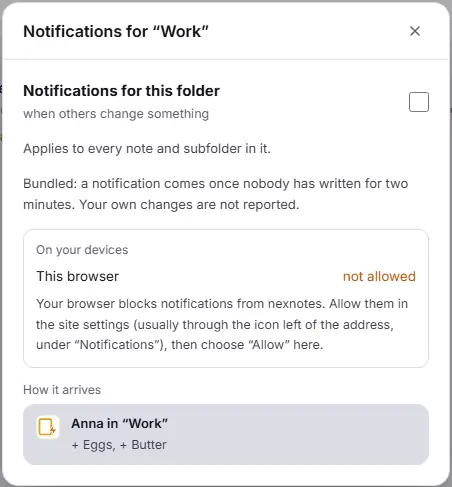 Notifications for “Work”
Notifications for this folder
when others change something
Applies to every note and subfolder in it.
Bundled: a notification comes once nobody has written for two
minutes. Your own changes are not reported.
On your devices
This browser
not allowed
Your browser blocks notifications from nexnotes. Allow them in
the site settings (usually through the icon left of the address,
under “Notifications”), then choose “Allow” here.
How it arrives
Anna in “Work”
+ Eggs, + Butter